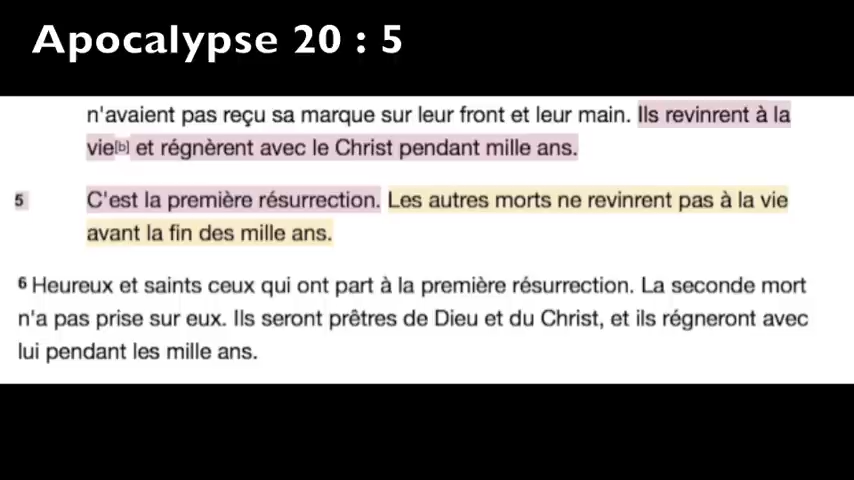 Apocalypse 20 : 5
n'avaient pas reçu sa marque sur leur front et leur main. Ils revinrent à la
vie[b] et régnèrent avec le Christ pendant mille ans.
5 C'est la première résurrection. Les autres morts ne revinrent pas à la vie
avant la fin des mille ans.
6 Heureux et saints ceux qui ont part à la première résurrection. La seconde mort
n'a pas prise sur eux. Ils seront prêtres de Dieu et du Christ, et ils régneront avec
lui pendant les mille ans.